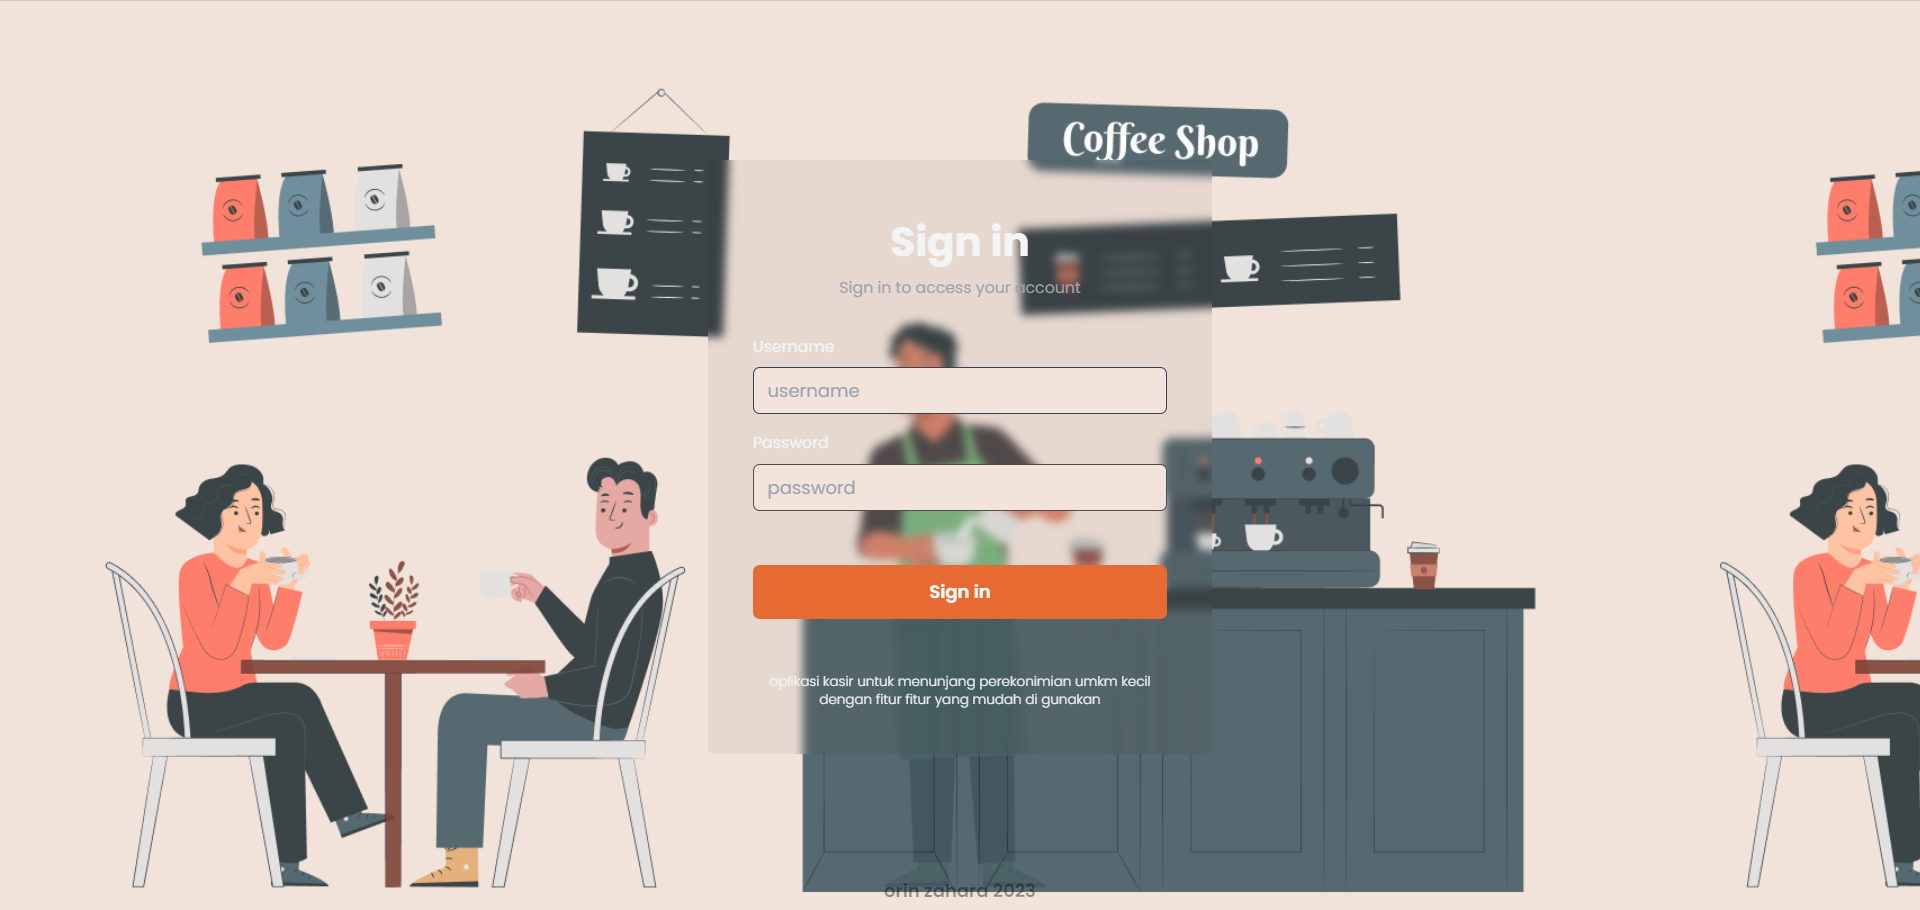 Coffee Shop
Sign in
Sign in to access your account
Username
username
Password
password
Sign in
aplikasi kasir untuk menunjang perekonimian umkm kecil
dengan fitur fitur yang mudah di gunakan
orin zahara 2023